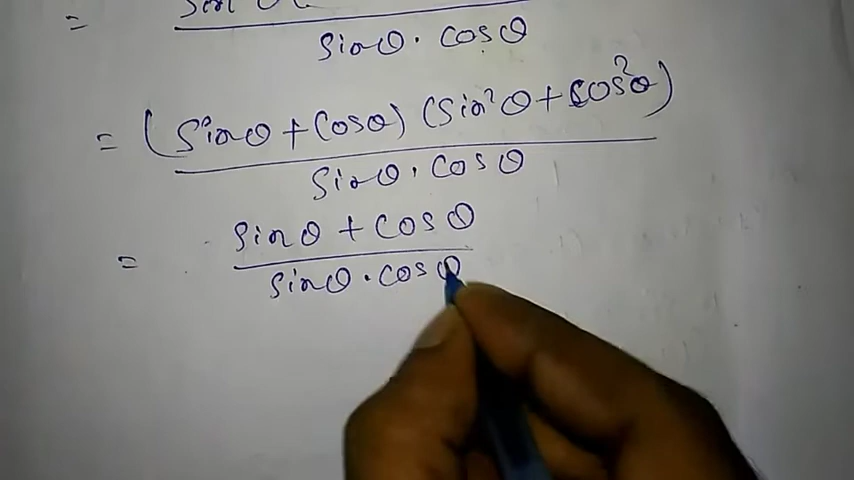 =
sinθ · cosθ
= (sinθ + cosθ) (sin²θ + cos²θ)
sinθ · cosθ
= sinθ + cosθ
sinθ · cosθ